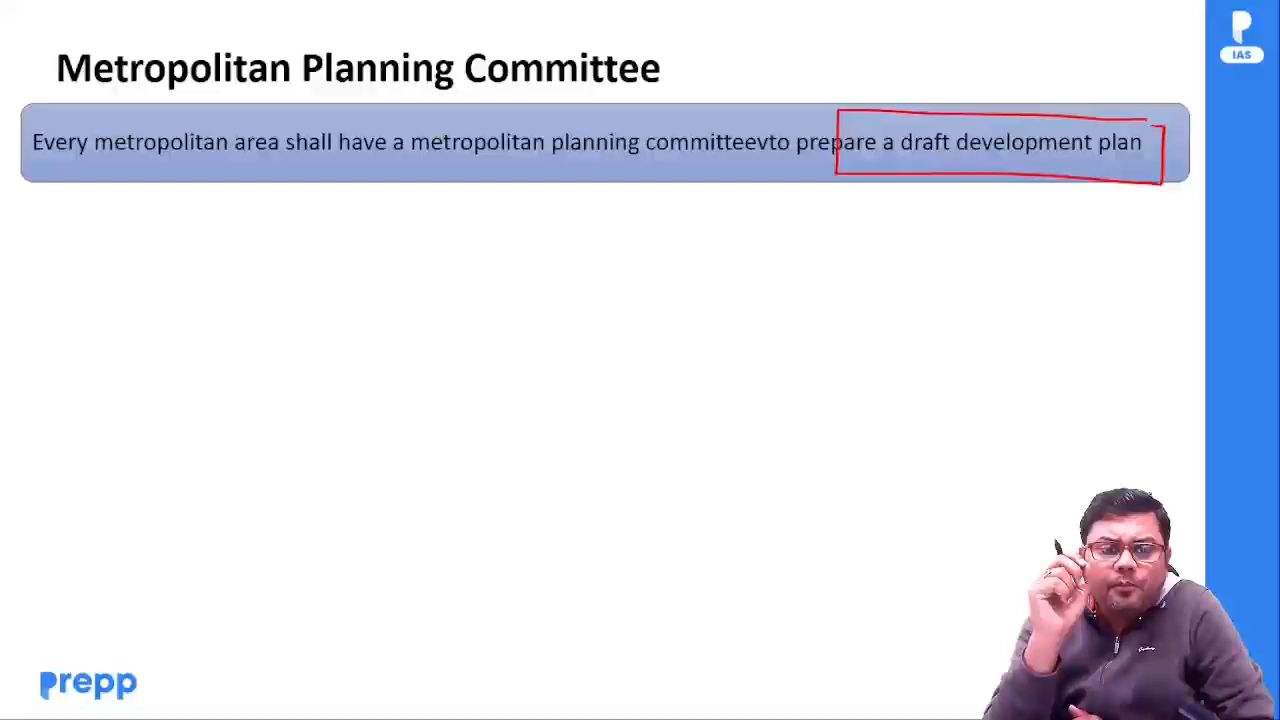 IAS
Metropolitan Planning Committee
Every metropolitan area shall have a metropolitan planning committeevto prepare a draft development plan
prepp